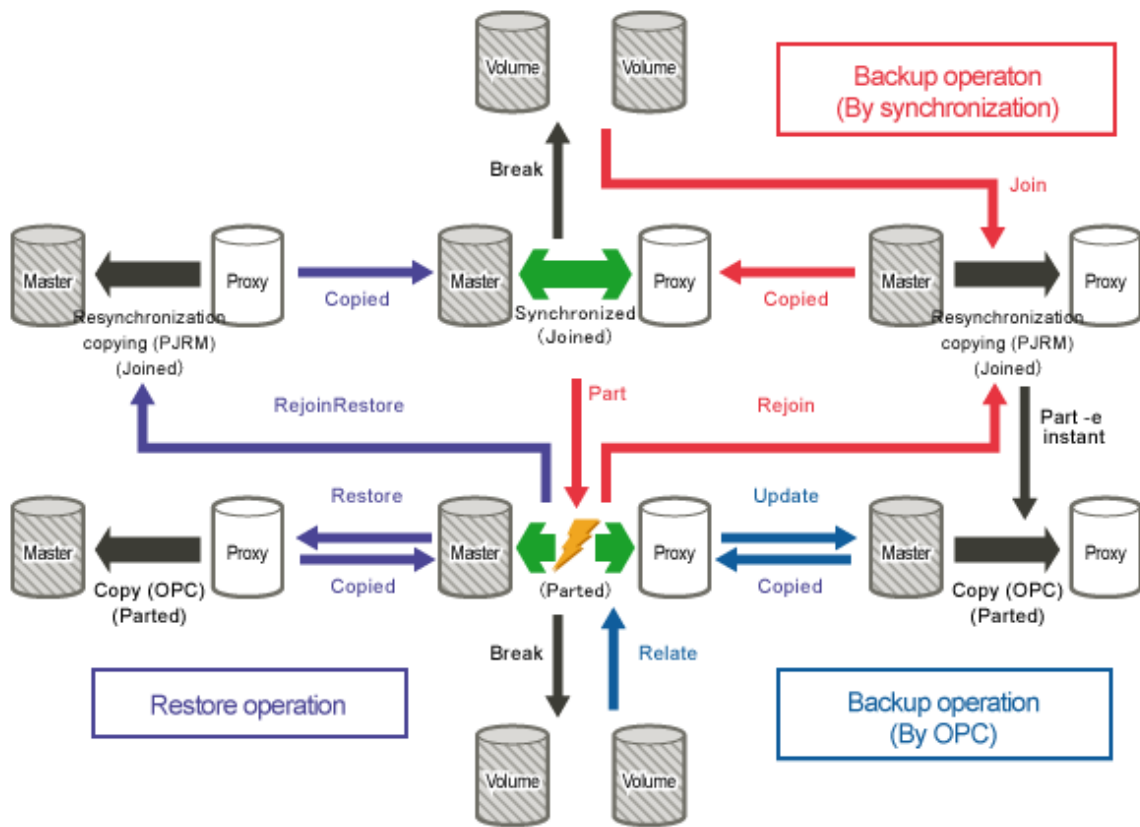 Volume
Volume
Backup operaton
(By synchronization)
Break
Join
Master
Proxy
Copied
Master
Proxy
Copied
Master
Proxy
Resynchronization
copying (PJRM)
(Joined)
Synchronized
(Joined)
Resynchronization
copying (PJRM)
(Joined)
RejoinRestore
Part
Rejoin
Part -e
instant
Master
Proxy
Restore
Copied
Master
Proxy
Update
Copied
Master
Proxy
Copy (OPC)
(Parted)
(Parted)
Copy (OPC)
(Parted)
Break
Relate
Restore operation
Backup operation
(By OPC)
Volume
Volume